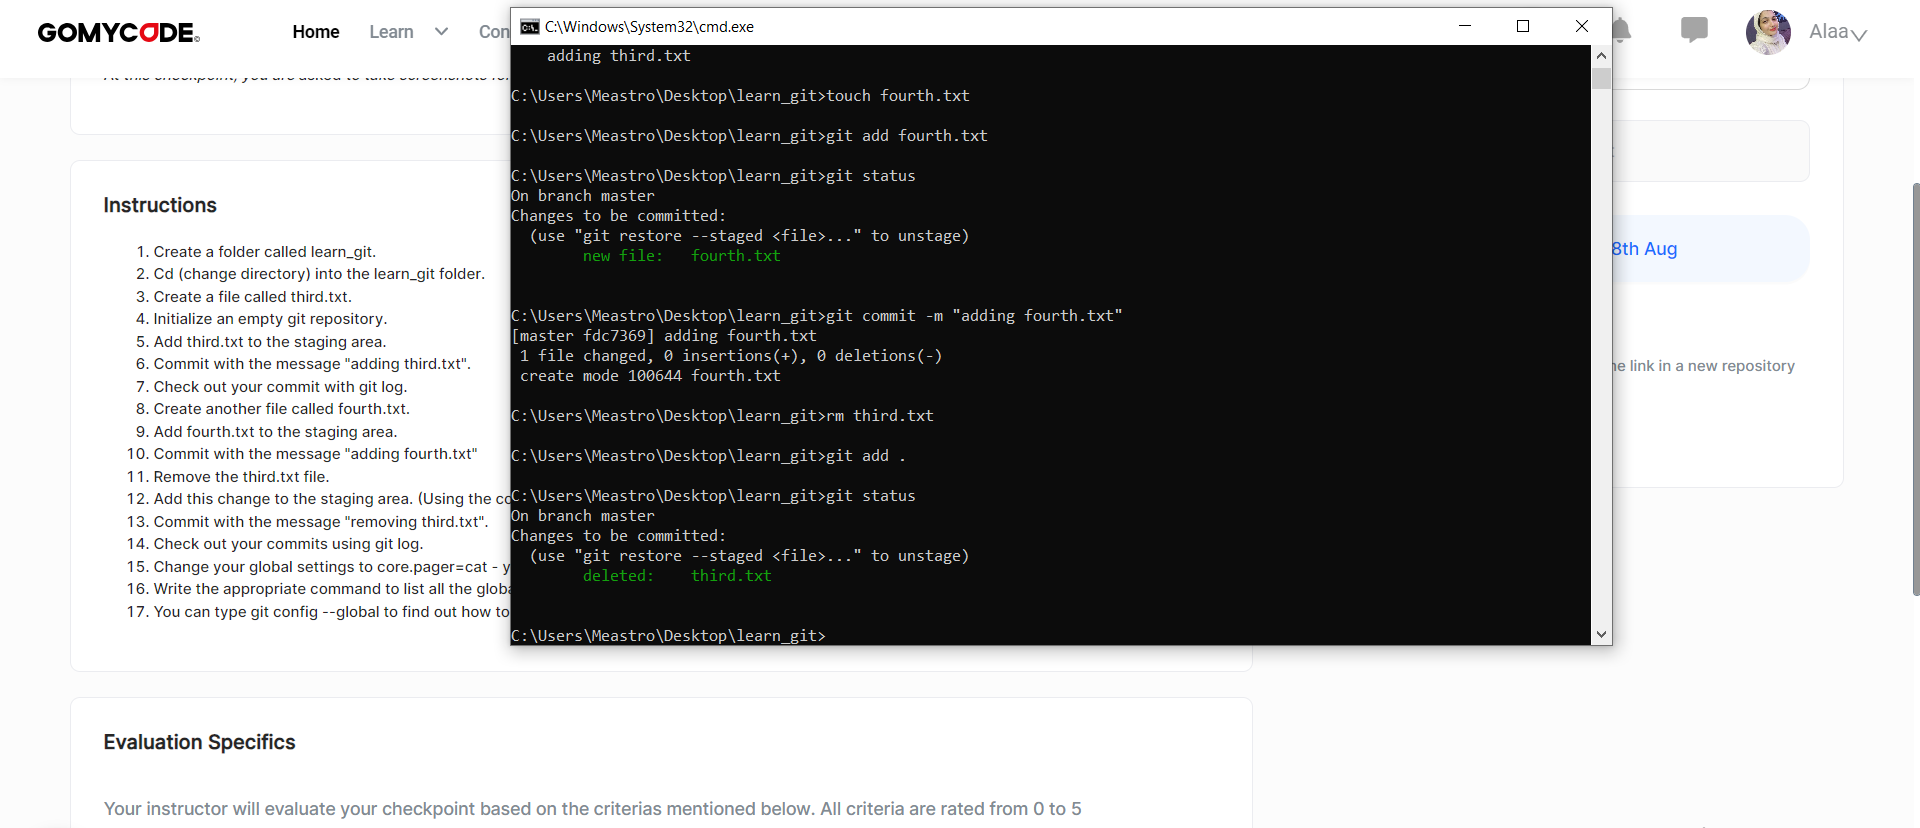 GOMYCODE
Home Learn Con
Alaa
C:\Windows\System32\cmd.exe
At this checkpoint, you are asked to take screenshots for
adding third.txt
C:\Users\Meastro\Desktop\learn_git>touch fourth.txt
C:\Users\Meastro\Desktop\learn_git>git add fourth.txt
C:\Users\Meastro\Desktop\learn_git>git status
On branch master
Changes to be committed:
(use "git restore --staged <file>..." to unstage)
new file: fourth.txt
C:\Users\Meastro\Desktop\learn_git>git commit -m "adding fourth.txt"
[master fdc7369] adding fourth.txt
1 file changed, 0 insertions(+), 0 deletions(-)
create mode 100644 fourth.txt
C:\Users\Meastro\Desktop\learn_git>rm third.txt
C:\Users\Meastro\Desktop\learn_git>git add .
C:\Users\Meastro\Desktop\learn_git>git status
On branch master
Changes to be committed:
(use "git restore --staged <file>..." to unstage)
deleted: third.txt
C:\Users\Meastro\Desktop\learn_git>
Instructions
1. Create a folder called learn_git.
2. Cd (change directory) into the learn_git folder.
3. Create a file called third.txt.
4. Initialize an empty git repository.
5. Add third.txt to the staging area.
6. Commit with the message "adding third.txt".
7. Check out your commit with git log.
8. Create another file called fourth.txt.
9. Add fourth.txt to the staging area.
10. Commit with the message "adding fourth.txt"
11. Remove the third.txt file.
12. Add this change to the staging area. (Using the co
13. Commit with the message "removing third.txt".
14. Check out your commits using git log.
15. Change your global settings to core.pager=cat - y
16. Write the appropriate command to list all the globa
17. You can type git config --global to find out how to
8th Aug
he link in a new repository
Evaluation Specifics
Your instructor will evaluate your checkpoint based on the criterias mentioned below. All criteria are rated from 0 to 5